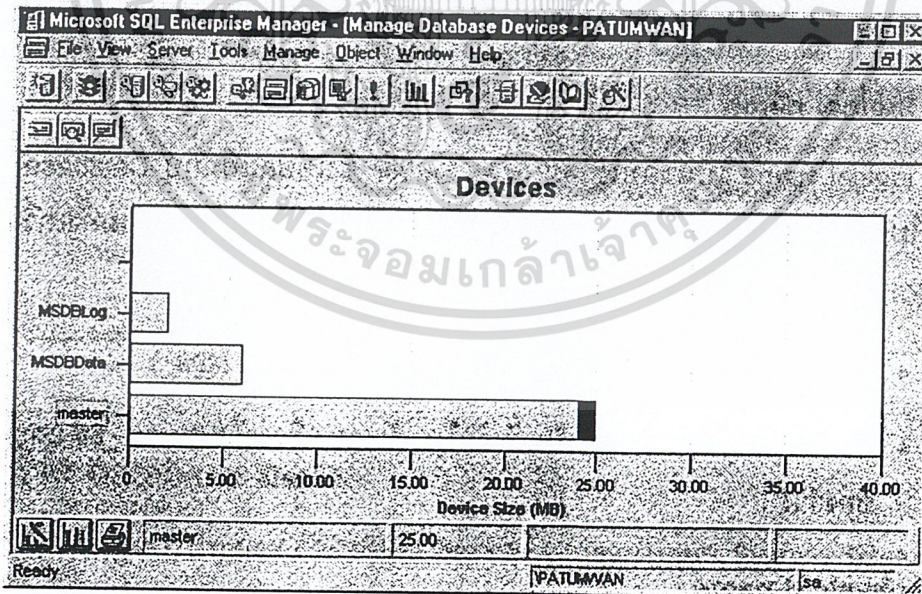 Microsoft SQL Enterprise Manager - [Manage Database Devices - PATUMWAN]
File View Server Tools Manage Object Window Help
Devices
พระจอมเกล้าเจ้าคุ
MSDBLog
MSDBData
master
0 5.00 10.00 15.00 20.00 25.00 30.00 35.00 40.00
Device Size (MB)
master 25.00
Ready \PATUMWAN sa